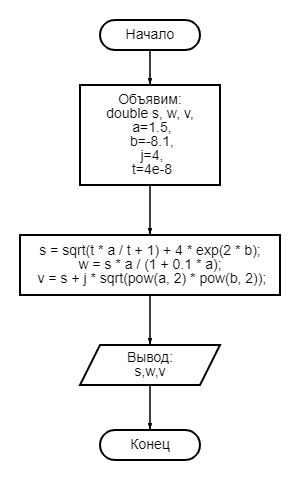 Начало
Объявим:
double s, w, v,
a=1.5,
b=-8.1,
j=4,
t=4e-8
s = sqrt(t * a / t + 1) + 4 * exp(2 * b);
w = s * a / (1 + 0.1 * a);
v = s + j * sqrt(pow(a, 2) * pow(b, 2));
Вывод:
s,w,v
Конец